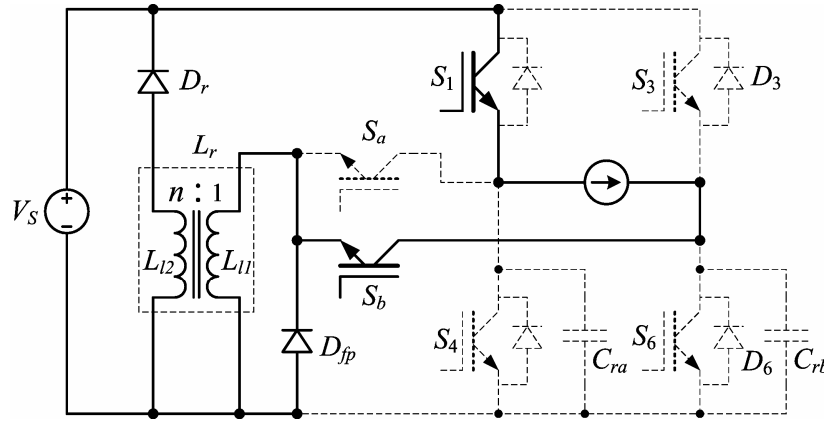 D_r
S_1
S_3
D_3
L_r
S_a
n : 1
V_S
+
−
L_l2
L_l1
S_b
D_fp
S_4
C_ra
S_6
D_6
C_rb